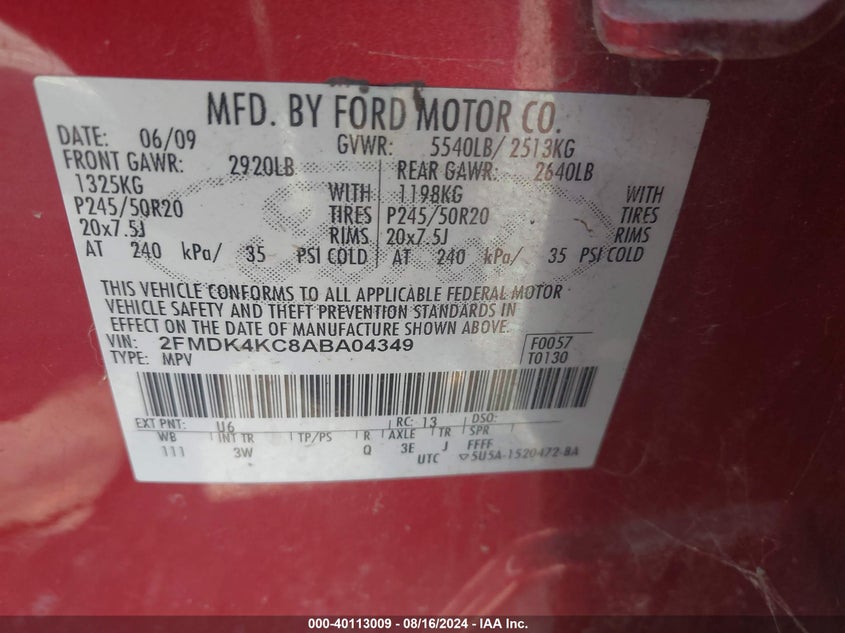 MFD. BY FORD MOTOR CO.
DATE: 06/09 GVWR: 5540LB/ 2513KG
FRONT GAWR: 2920LB REAR GAWR: 2640LB
1325KG WITH 1198KG WITH
P245/50R20 TIRES P245/50R20 TIRES
20x7.5J RIMS 20x7.5J RIMS
AT 240 kPa/ 35 PSI COLD AT 240 kPa/ 35 PSI COLD
THIS VEHICLE CONFORMS TO ALL APPLICABLE FEDERAL MOTOR
VEHICLE SAFETY AND THEFT PREVENTION STANDARDS IN
EFFECT ON THE DATE OF MANUFACTURE SHOWN ABOVE.
VIN: 2FMDK4KC8ABA04349 F0057
TYPE: MPV T0130
EXT PNT: U6 RC: 13 DSO:
WB INT TR TP/PS R AXLE TR SPR
111 3W Q 3E J FFFF
UTC ▽5U5A-1520472-BA
000-40113009 - 08/16/2024 - IAA Inc.